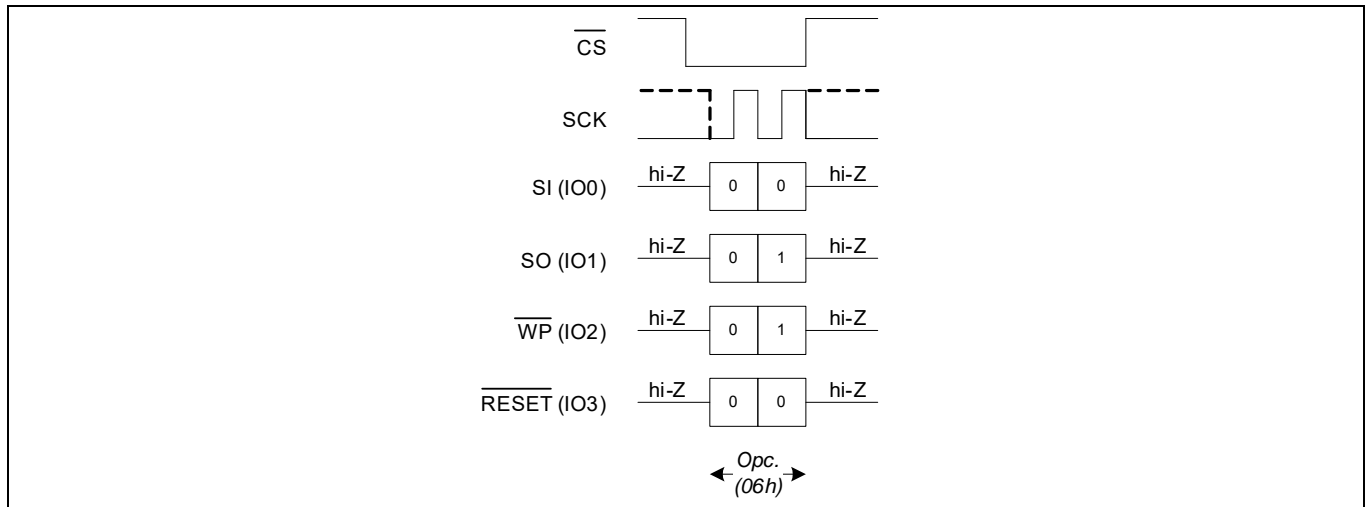 CS
SCK
SI (IO0) hi-Z 0 0 hi-Z
SO (IO1) hi-Z 0 1 hi-Z
WP (IO2) hi-Z 0 1 hi-Z
RESET (IO3) hi-Z 0 0 hi-Z
Opc.
(06h)